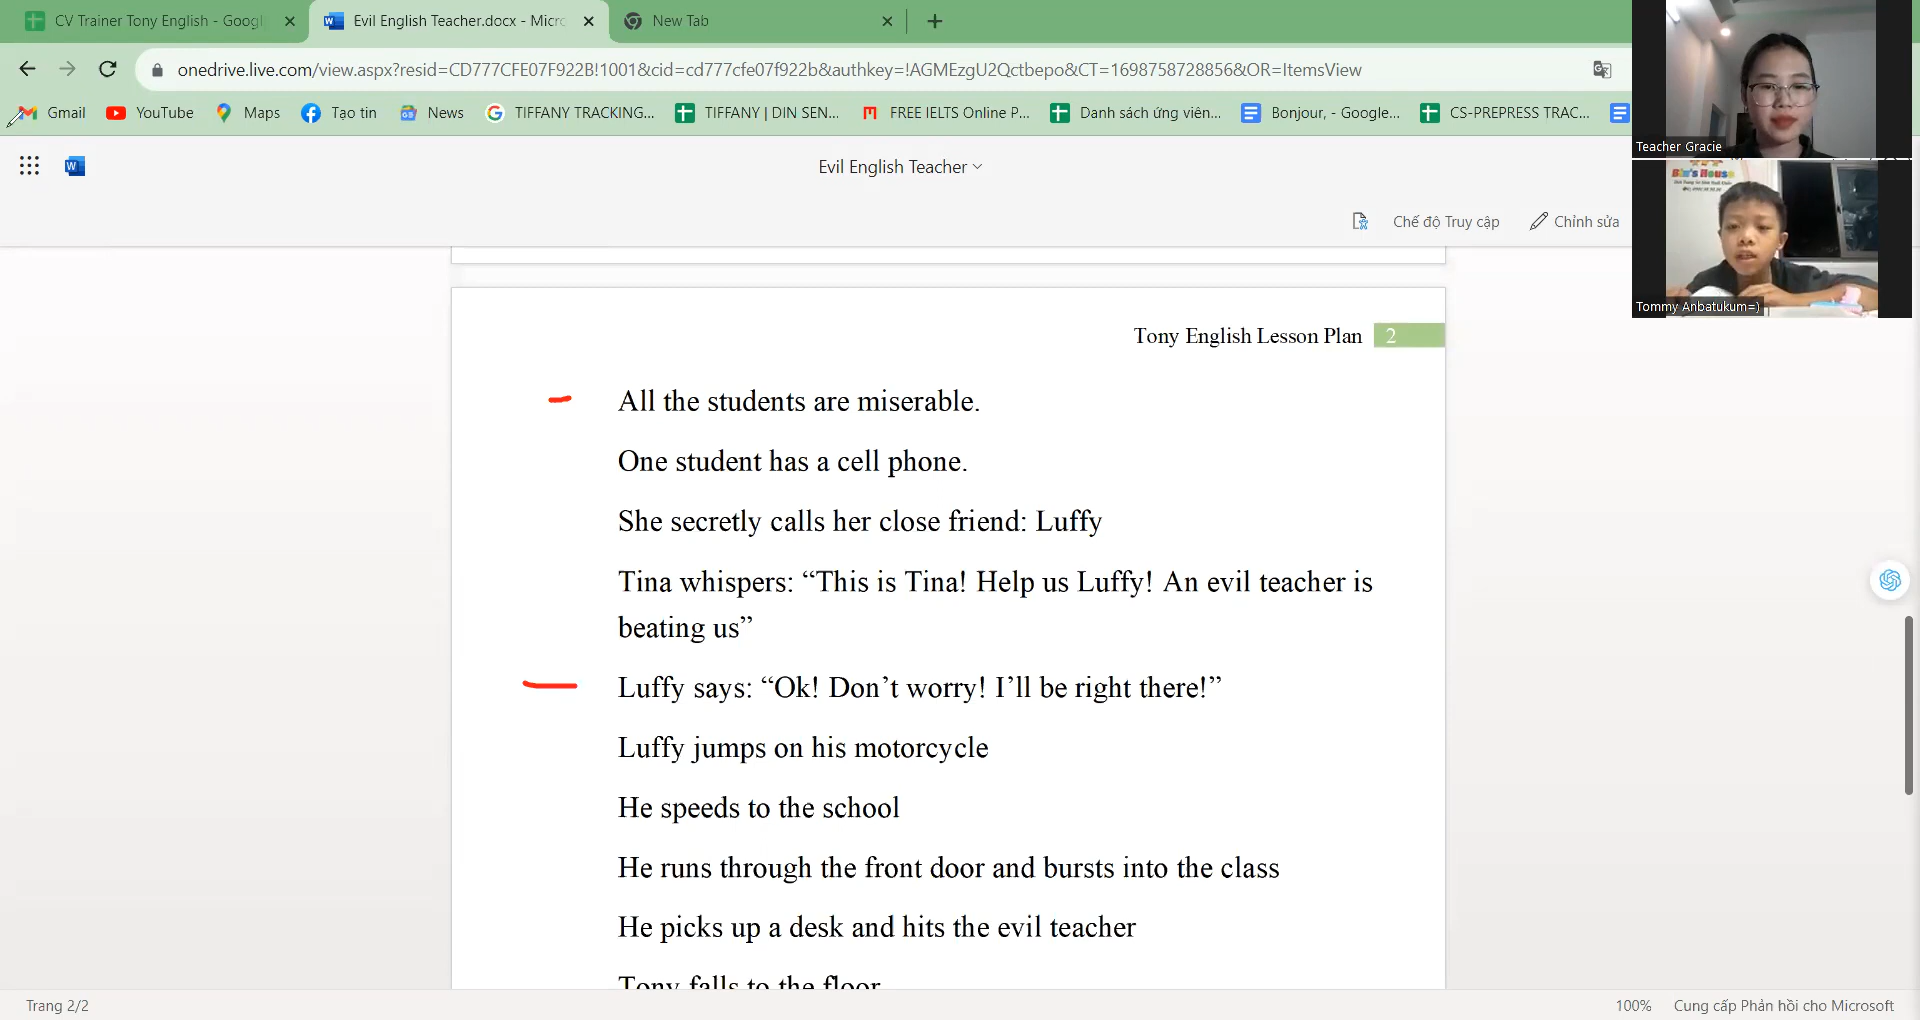 CV Trainer Tony English - Googl
Evil English Teacher.docx - Micro
New Tab
onedrive.live.com/view.aspx?resid=CD777CFE07F922B!1001&cid=cd777cfe07f922b&authkey=!AGMEzgU2Qctbepo&CT=1698758728856&OR=ItemsView
Gmail
YouTube
Maps
Tạo tin
News
TIFFANY TRACKING...
TIFFANY | DIN SEN...
FREE IELTS Online P...
Danh sách ứng viên...
Bonjour, - Google...
CS-PREPRESS TRAC...
Teacher Gracie
Evil English Teacher
Chế độ Truy cập
Chỉnh sửa
Bin's House
Tommy Anbatukum=)
Tony English Lesson Plan 2
All the students are miserable.
One student has a cell phone.
She secretly calls her close friend: Luffy
Tina whispers: “This is Tina! Help us Luffy! An evil teacher is
beating us”
Luffy says: “Ok! Don’t worry! I’ll be right there!”
Luffy jumps on his motorcycle
He speeds to the school
He runs through the front door and bursts into the class
He picks up a desk and hits the evil teacher
Tony falls to the floor
Trang 2/2
100%
Cung cấp Phản hồi cho Microsoft